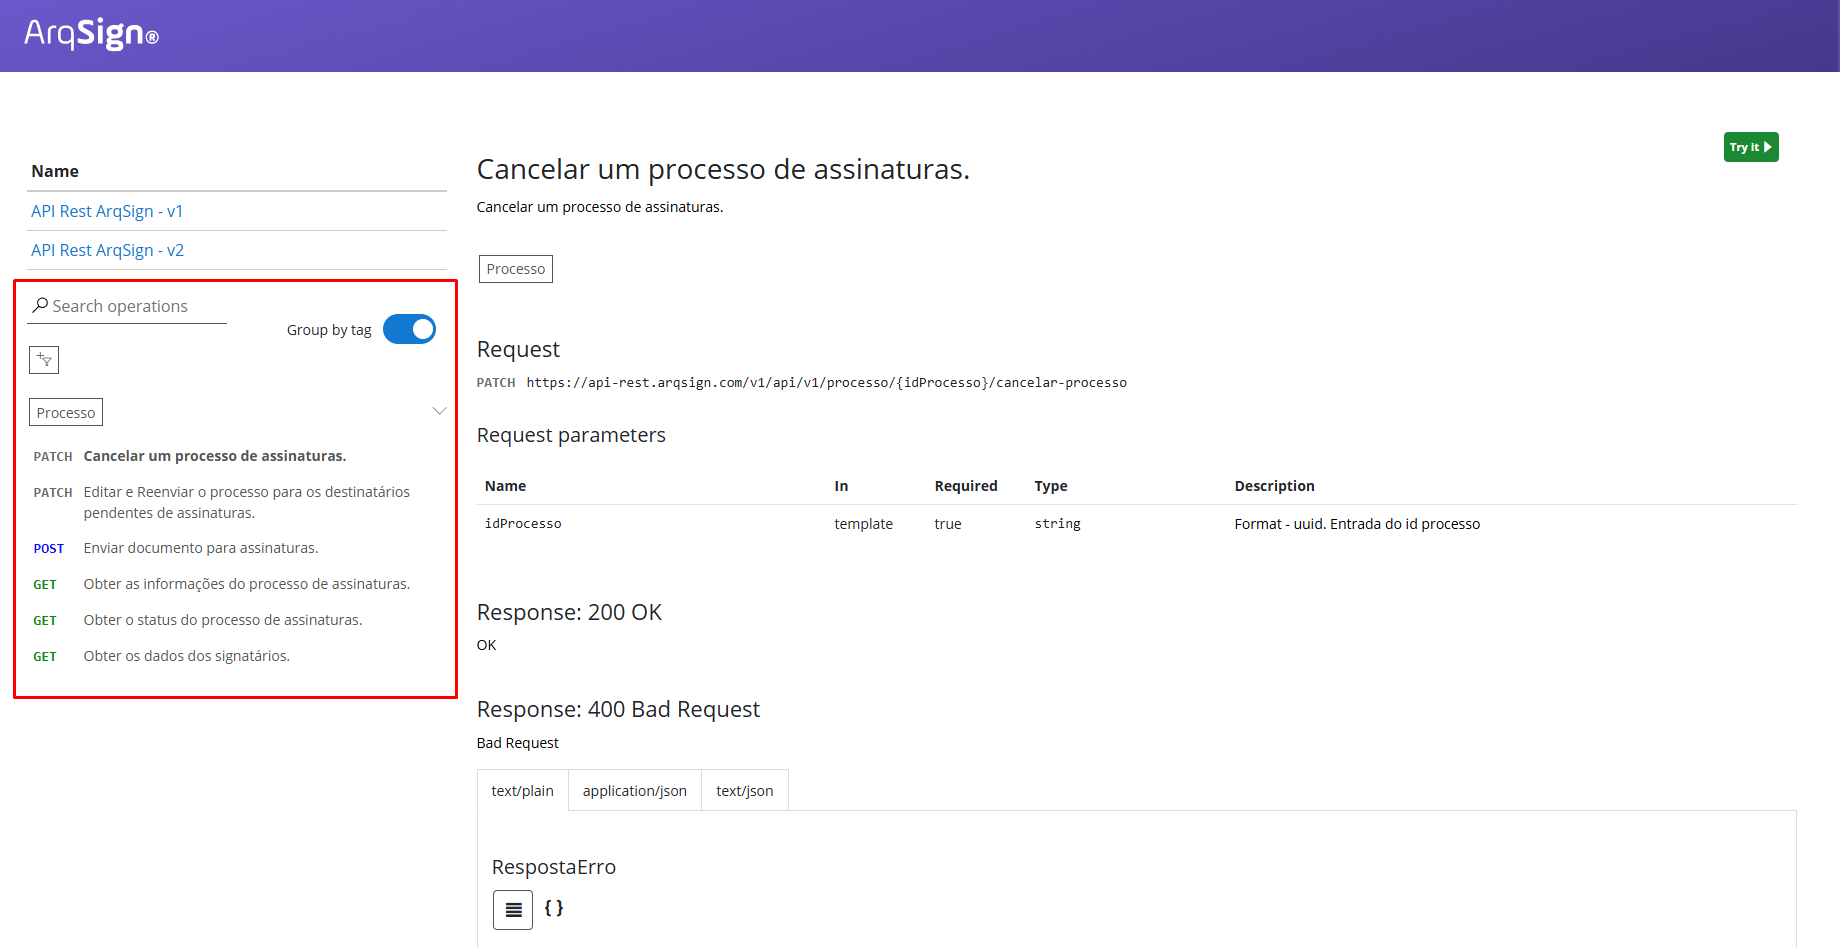 ArqSign®
Name
API Rest ArqSign - v1
API Rest ArqSign - v2
Search operations
Group by tag
Processo
PATCH Cancelar um processo de assinaturas.
PATCH Editar e Reenviar o processo para os destinatários
pendentes de assinaturas.
POST Enviar documento para assinaturas.
GET Obter as informações do processo de assinaturas.
GET Obter o status do processo de assinaturas.
GET Obter os dados dos signatários.
Try it
Cancelar um processo de assinaturas.
Cancelar um processo de assinaturas.
Processo
Request
PATCH https://api-rest.arqsign.com/v1/api/v1/processo/{idProcesso}/cancelar-processo
Request parameters
Name In Required Type Description
idProcesso template true string Format - uuid. Entrada do id processo
Response: 200 OK
OK
Response: 400 Bad Request
Bad Request
text/plain application/json text/json
RespostaErro
{ }